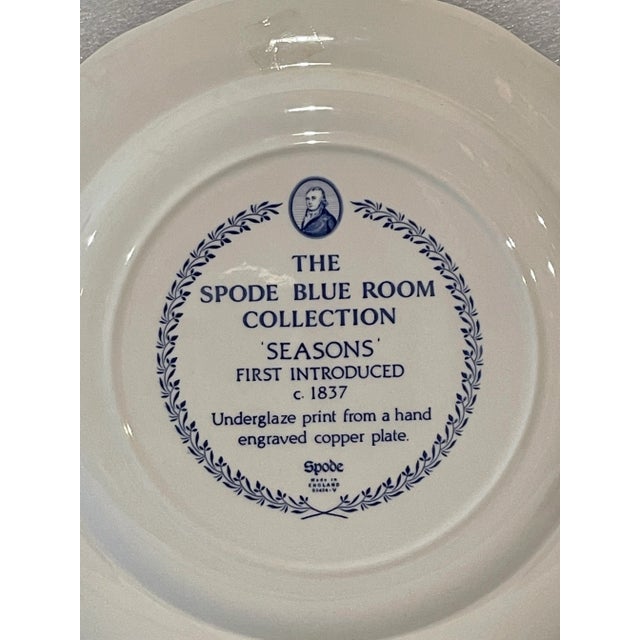 THE
SPODE BLUE ROOM
COLLECTION
'SEASONS'
FIRST INTRODUCED
c. 1837
Underglaze print from a hand
engraved copper plate.
Spode
Made in
ENGLAND